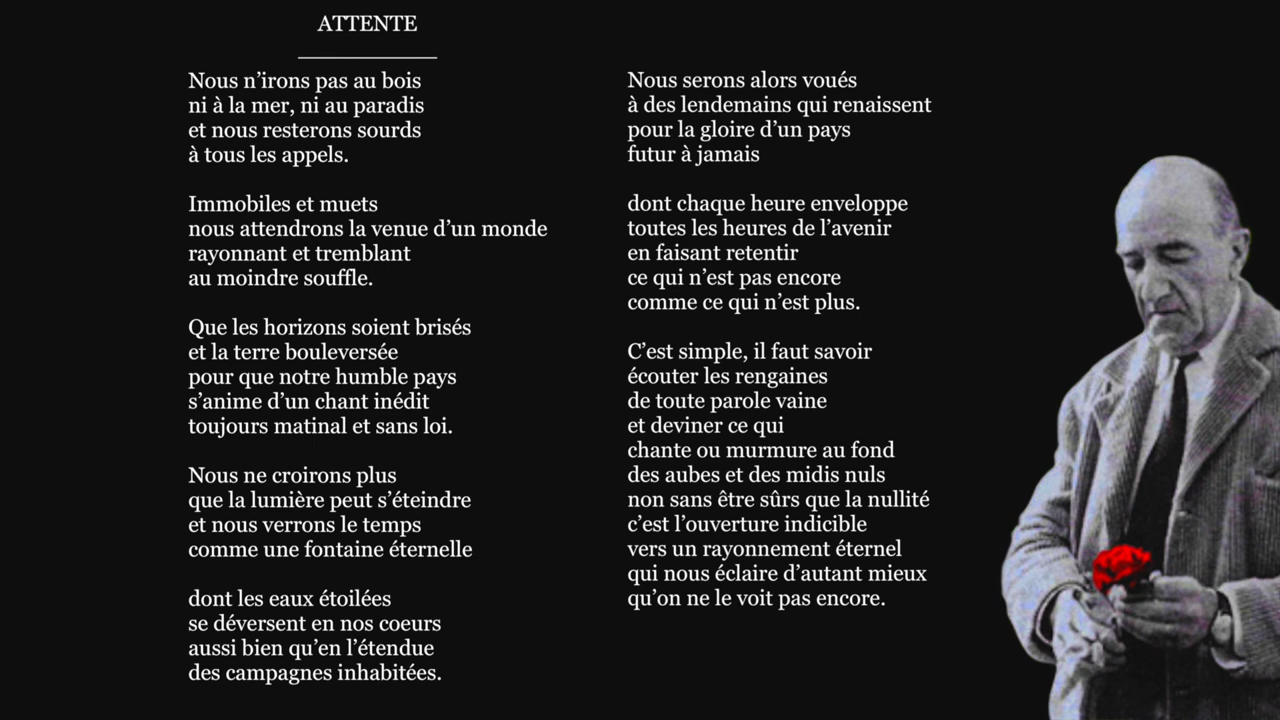 ATTENTE
Nous n’irons pas au bois
ni à la mer, ni au paradis
et nous resterons sourds
à tous les appels.
Immobiles et muets
nous attendrons la venue d’un monde
rayonnant et tremblant
au moindre souffle.
Que les horizons soient brisés
et la terre bouleversée
pour que notre humble pays
s’anime d’un chant inédit
toujours matinal et sans loi.
Nous ne croirons plus
que la lumière peut s’éteindre
et nous verrons le temps
comme une fontaine éternelle
dont les eaux étoilées
se déversent en nos coeurs
aussi bien qu’en l’étendue
des campagnes inhabitées.
Nous serons alors voués
à des lendemains qui renaissent
pour la gloire d’un pays
futur à jamais
dont chaque heure enveloppe
toutes les heures de l’avenir
en faisant retentir
ce qui n’est pas encore
comme ce qui n’est plus.
C’est simple, il faut savoir
écouter les rengaines
de toute parole vaine
et deviner ce qui
chante ou murmure au fond
des aubes et des midis nuls
non sans être sûrs que la nullité
c’est l’ouverture indicible
vers un rayonnement éternel
qui nous éclaire d’autant mieux
qu’on ne le voit pas encore.